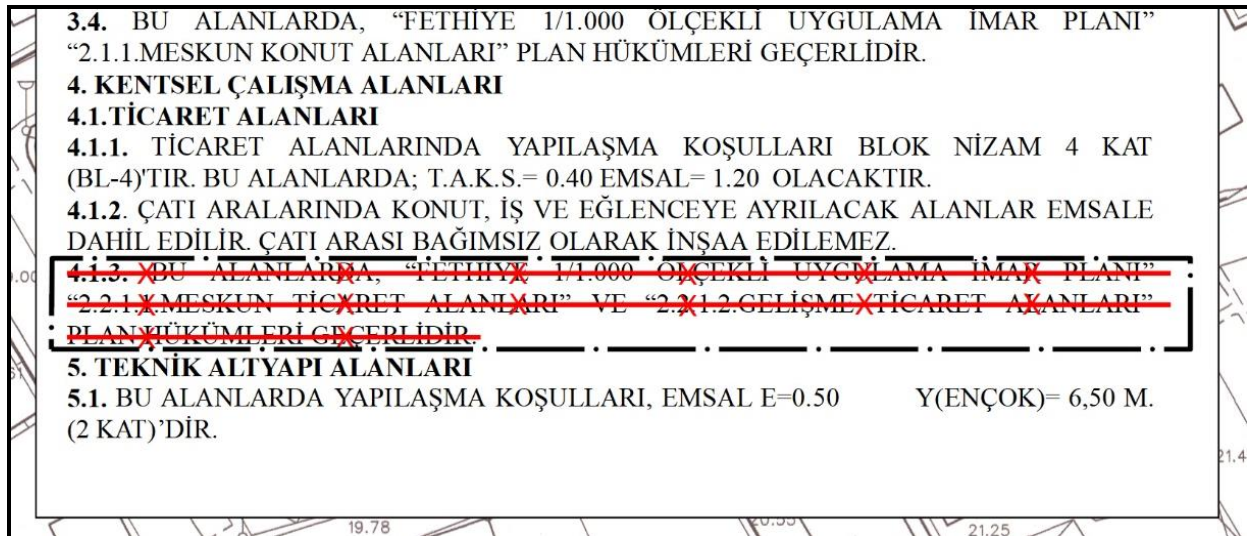 3.4. BU ALANLARDA, “FETHİYE 1/1.000 ÖLÇEKLİ UYGULAMA İMAR PLANI”
“2.1.1.MESKUN KONUT ALANLARI” PLAN HÜKÜMLERİ GEÇERLİDİR.
4. KENTSEL ÇALIŞMA ALANLARI
4.1.TİCARET ALANLARI
4.1.1. TİCARET ALANLARINDA YAPILAŞMA KOŞULLARI BLOK NİZAM 4 KAT
(BL-4)'TIR. BU ALANLARDA; T.A.K.S.= 0.40 EMSAL= 1.20 OLACAKTIR.
4.1.2. ÇATI ARALARINDA KONUT, İŞ VE EĞLENCEYE AYRILACAK ALANLAR EMSALE
DAHİL EDİLİR. ÇATI ARASI BAĞIMSIZ OLARAK İNŞAA EDİLEMEZ.
4.1.3. BU ALANLARDA, “FETHİYE 1/1.000 ÖLÇEKLİ UYGULAMA İMAR PLANI”
“2.2.1.1.MESKUN TİCARET ALANLARI” VE “2.2.1.2.GELİŞME TİCARET ALANLARI”
PLAN HÜKÜMLERİ GEÇERLİDİR.
5. TEKNİK ALTYAPI ALANLARI
5.1. BU ALANLARDA YAPILAŞMA KOŞULLARI, EMSAL E=0.50 Y(ENÇOK)= 6,50 M.
(2 KAT)’DİR.
19.78
21.25